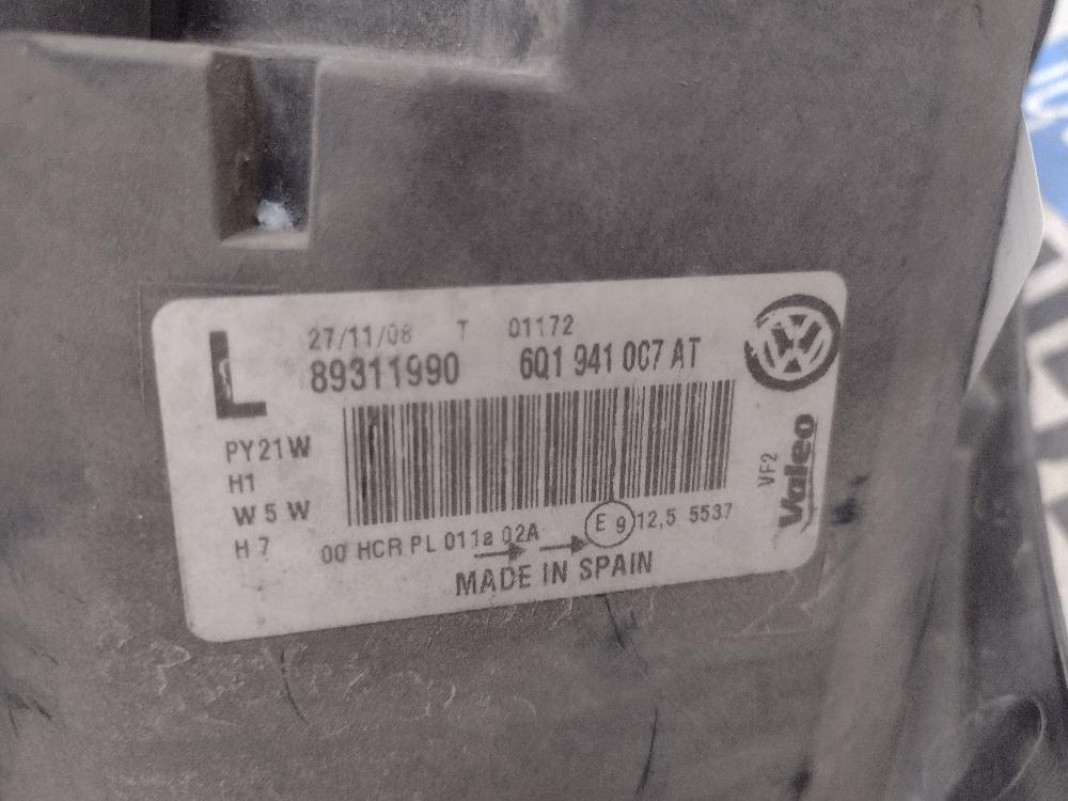 L
27/11/08 T 01172
89311990 6Q1 941 007 AT
PY21W
H1
W5W
H7
00 HCR PL 011a 02A E 9 12,5 5537
MADE IN SPAIN
VF2
Valeo